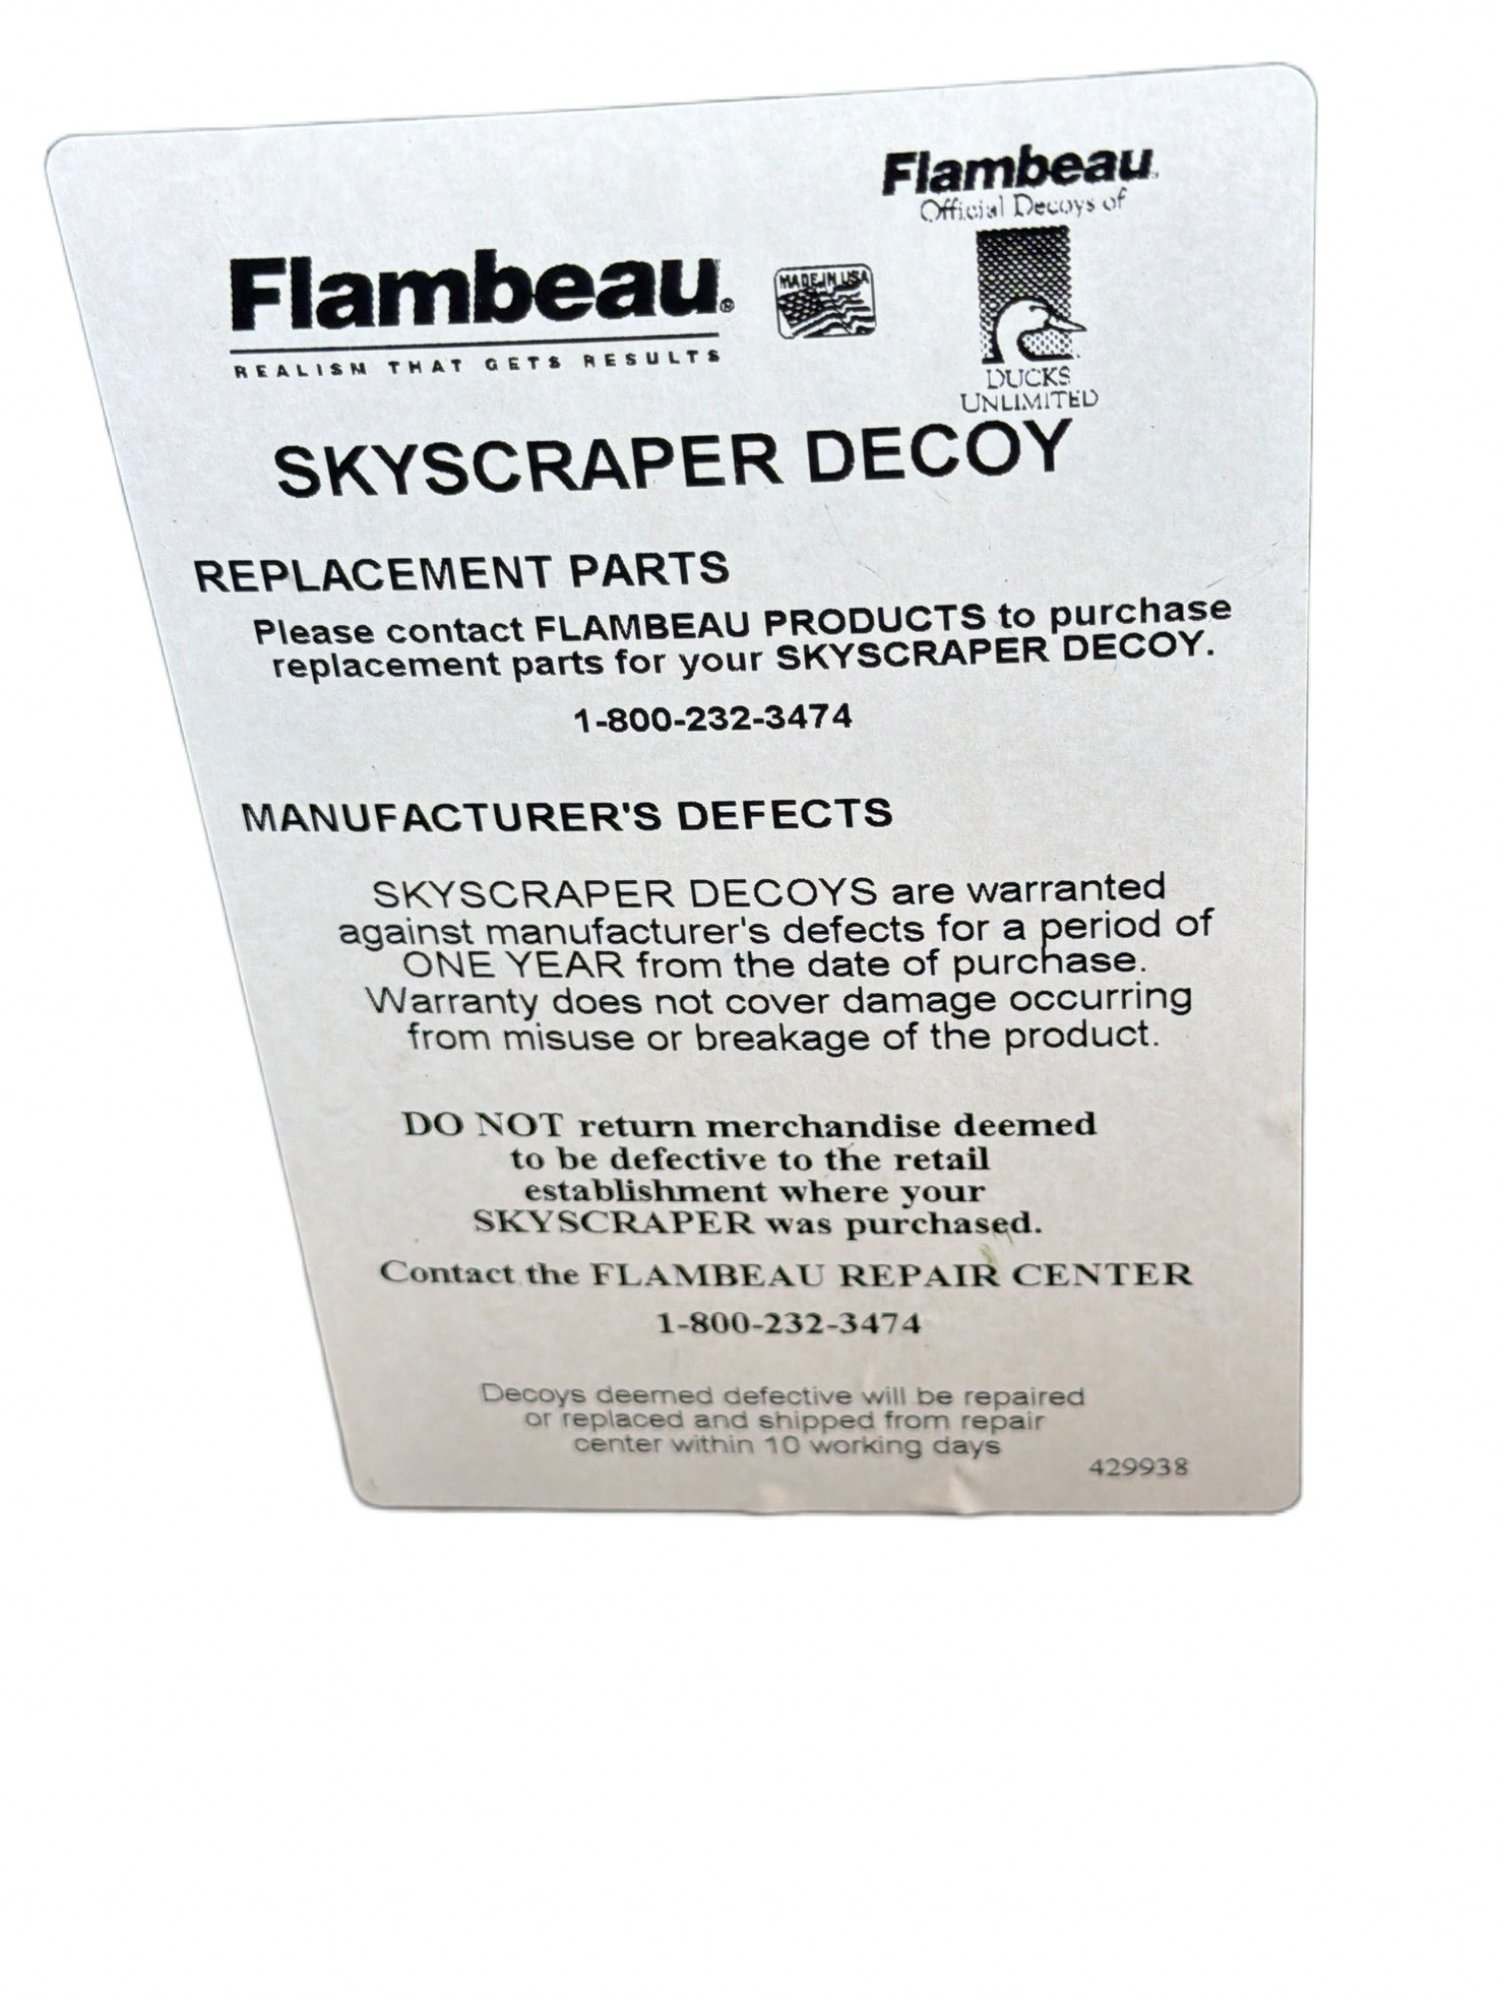 Flambeau
Official Decoys of
Flambeau®
MADE IN USA
REALISM THAT GETS RESULTS
DUCKS
UNLIMITED
SKYSCRAPER DECOY
REPLACEMENT PARTS
Please contact FLAMBEAU PRODUCTS to purchase
replacement parts for your SKYSCRAPER DECOY.
1-800-232-3474
MANUFACTURER'S DEFECTS
SKYSCRAPER DECOYS are warranted
against manufacturer's defects for a period of
ONE YEAR from the date of purchase.
Warranty does not cover damage occurring
from misuse or breakage of the product.
DO NOT return merchandise deemed
to be defective to the retail
establishment where your
SKYSCRAPER was purchased.
Contact the FLAMBEAU REPAIR CENTER
1-800-232-3474
Decoys deemed defective will be repaired
or replaced and shipped from repair
center within 10 working days
429938